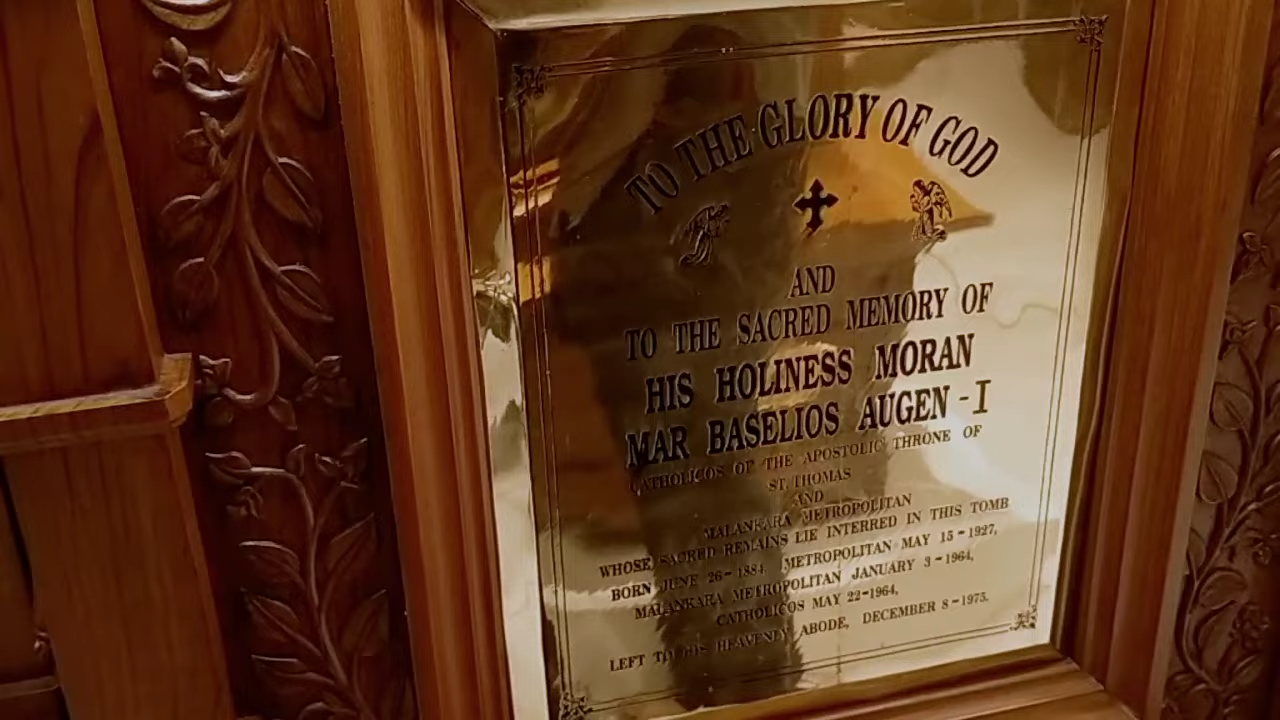 TO THE GLORY OF GOD
AND
TO THE SACRED MEMORY OF
HIS HOLINESS MORAN
MAR BASELIOS AUGEN - I
CATHOLICOS OF THE APOSTOLIC THRONE OF
ST. THOMAS
AND
MALANKARA METROPOLITAN
WHOSE SACRED REMAINS LIE INTERRED IN THIS TOMB
BORN JUNE 26 - 1884, METROPOLITAN MAY 15 - 1927,
MALANKARA METROPOLITAN JANUARY 3 - 1964,
CATHOLICOS MAY 22 - 1964,
LEFT TO HIS HEAVENLY ABODE, DECEMBER 8 - 1975.